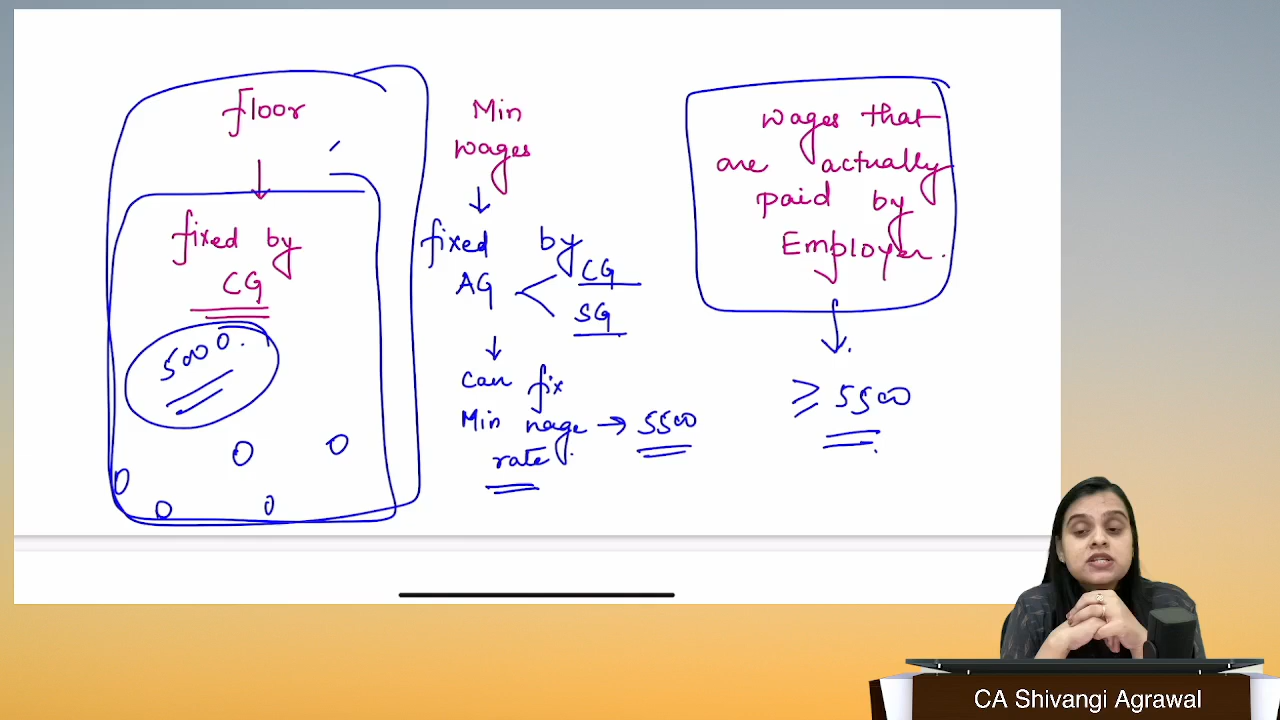 floor
fixed by
CG
5000.
Min
wages
fixed by
AG
CG
SG
Can fix
Min wage → 5500
rate.
wages that
are actually
paid by
Employer.
≥ 5500
CA Shivangi Agrawal